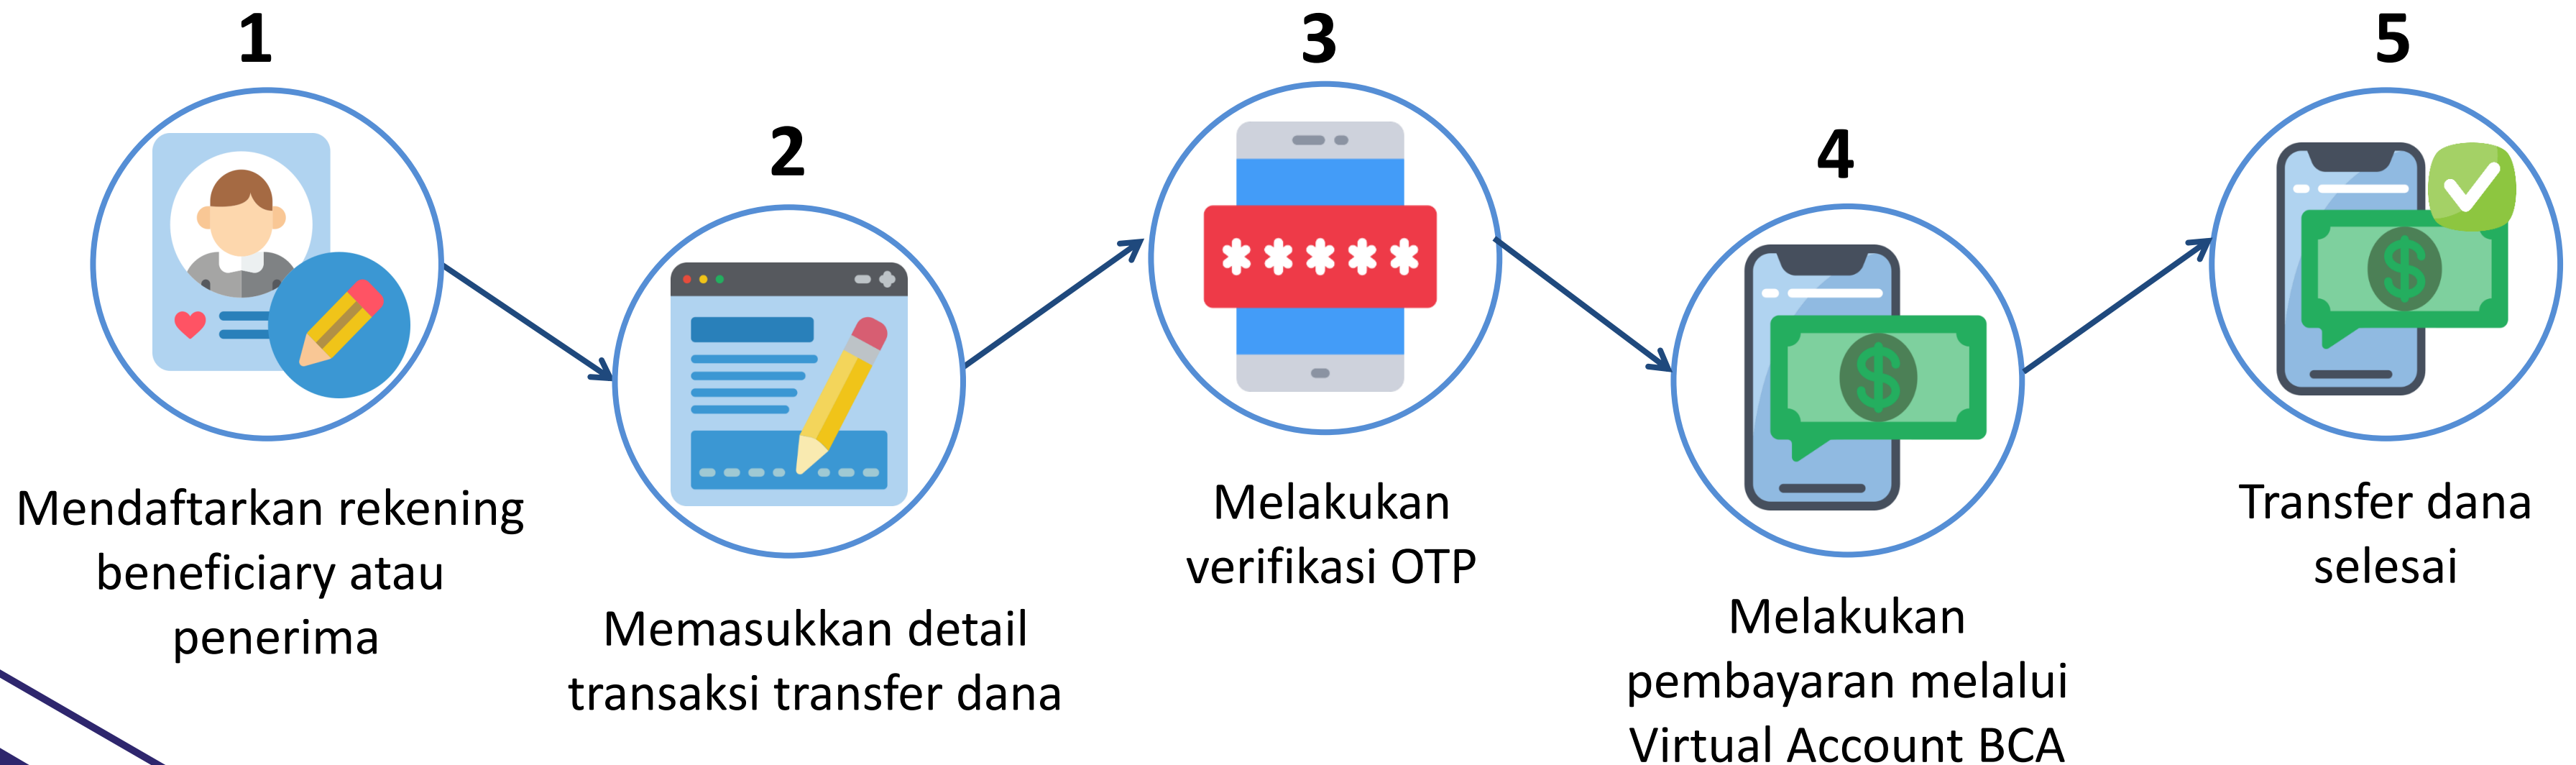 1
Mendaftarkan rekening
beneficiary atau
penerima
2
Memasukkan detail
transaksi transfer dana
3
*****
Melakukan
verifikasi OTP
4
$
Melakukan
pembayaran melalui
Virtual Account BCA
5
$
Transfer dana
selesai